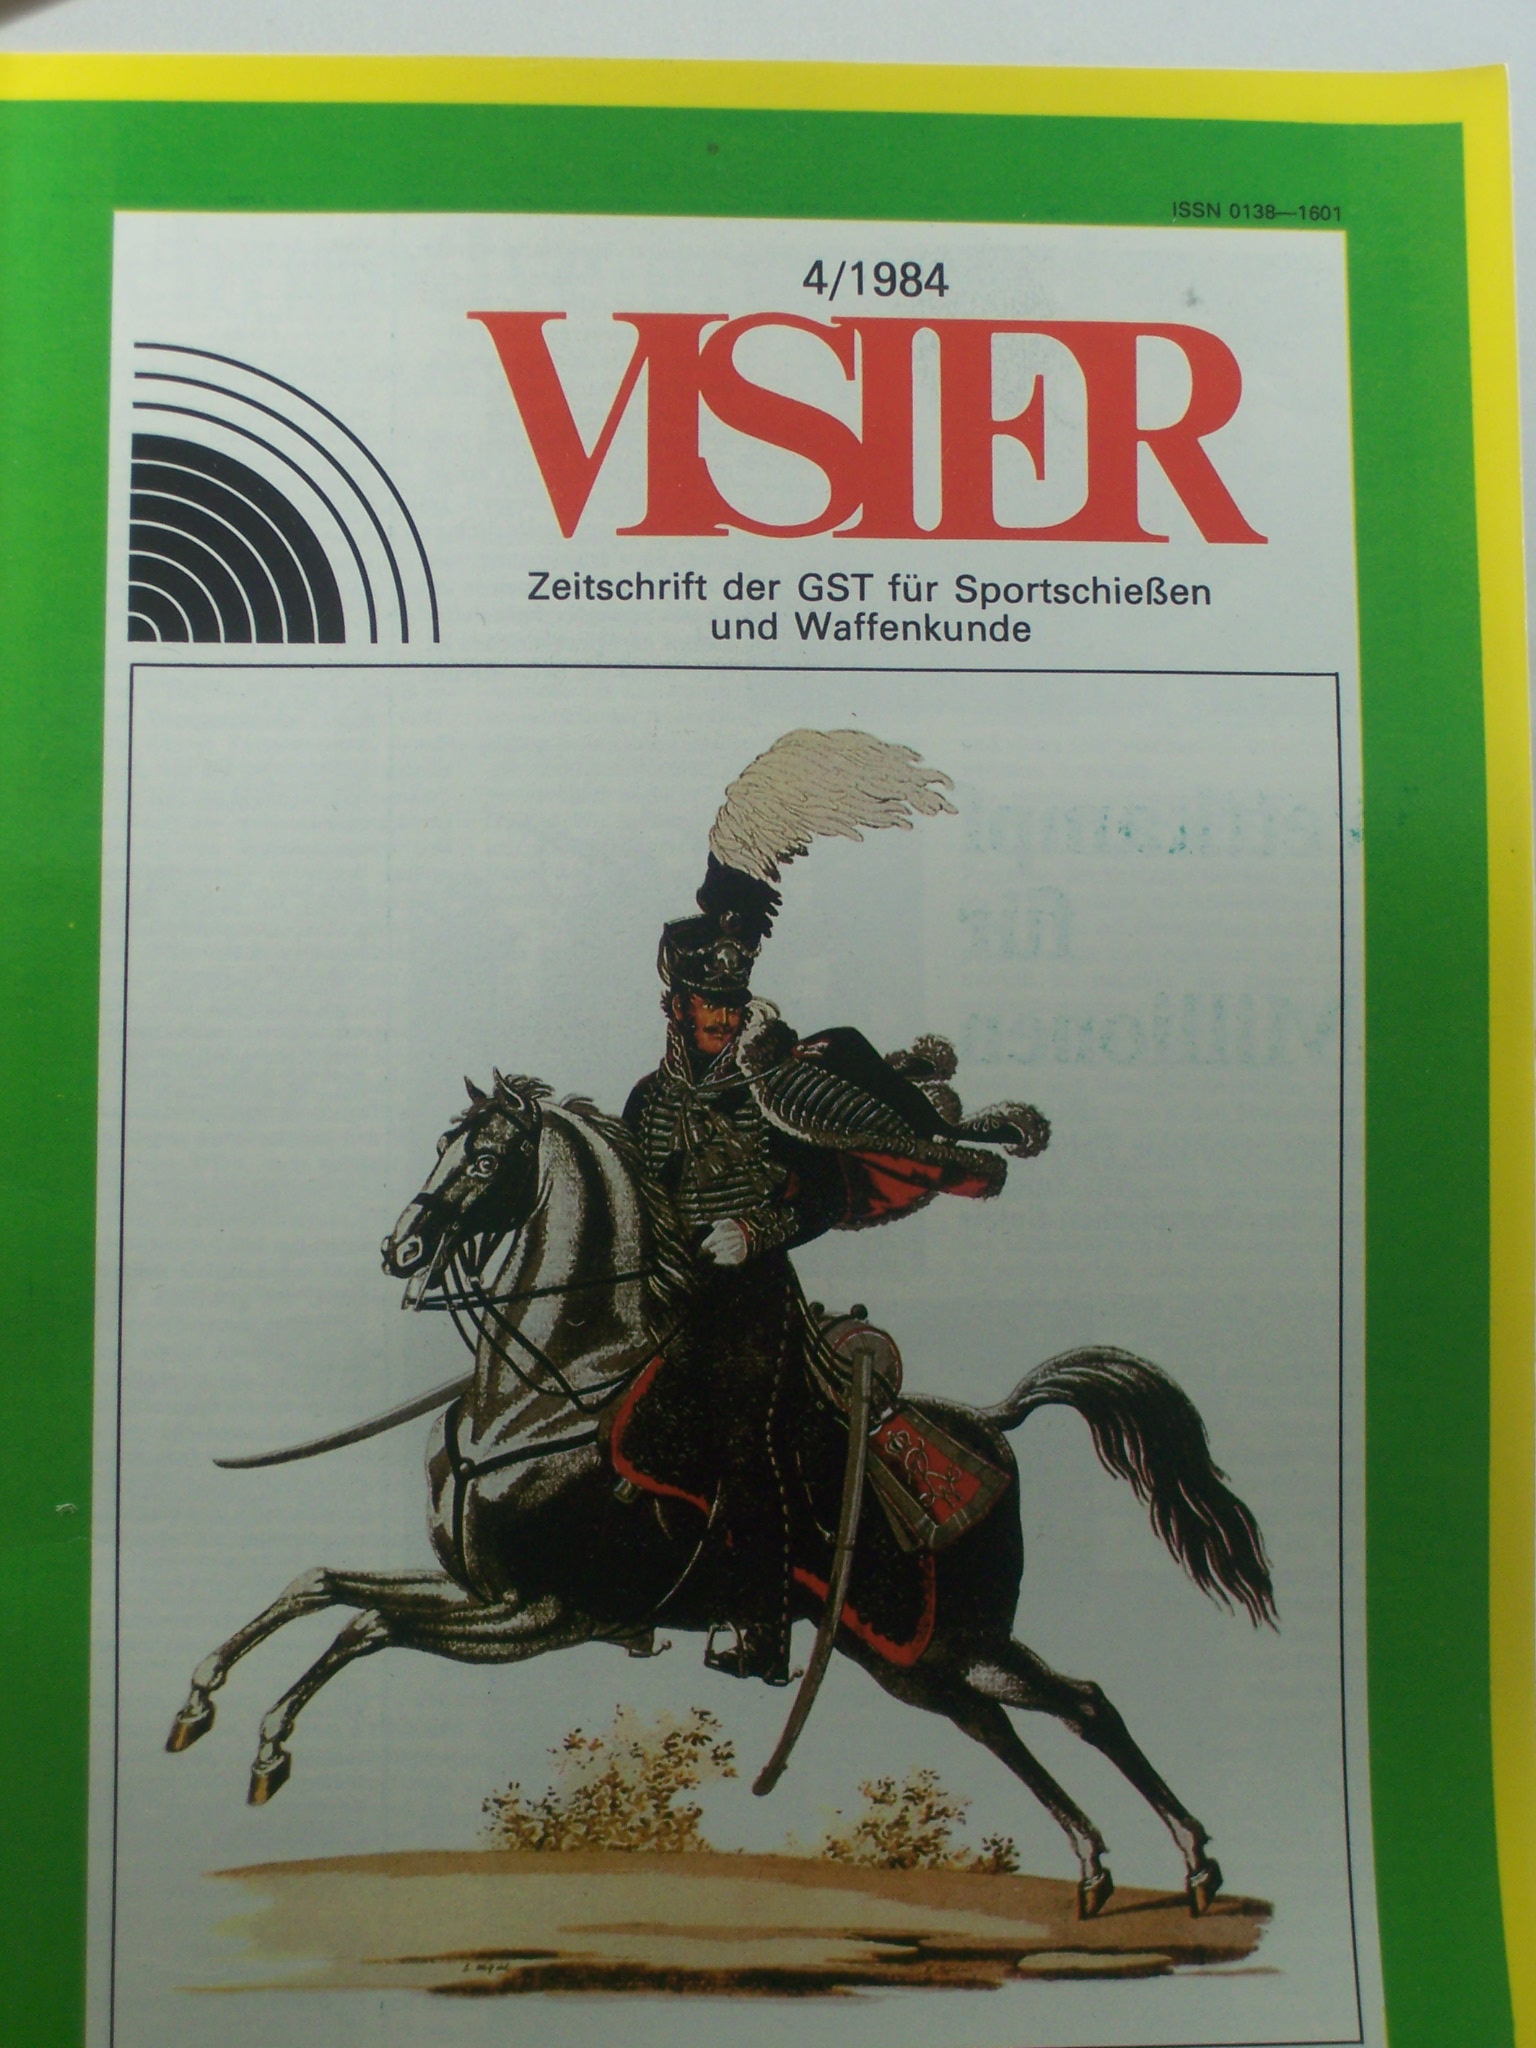 ISSN 0138—1601
4/1984
VISIER
Zeitschrift der GST für Sportschießen
und Waffenkunde